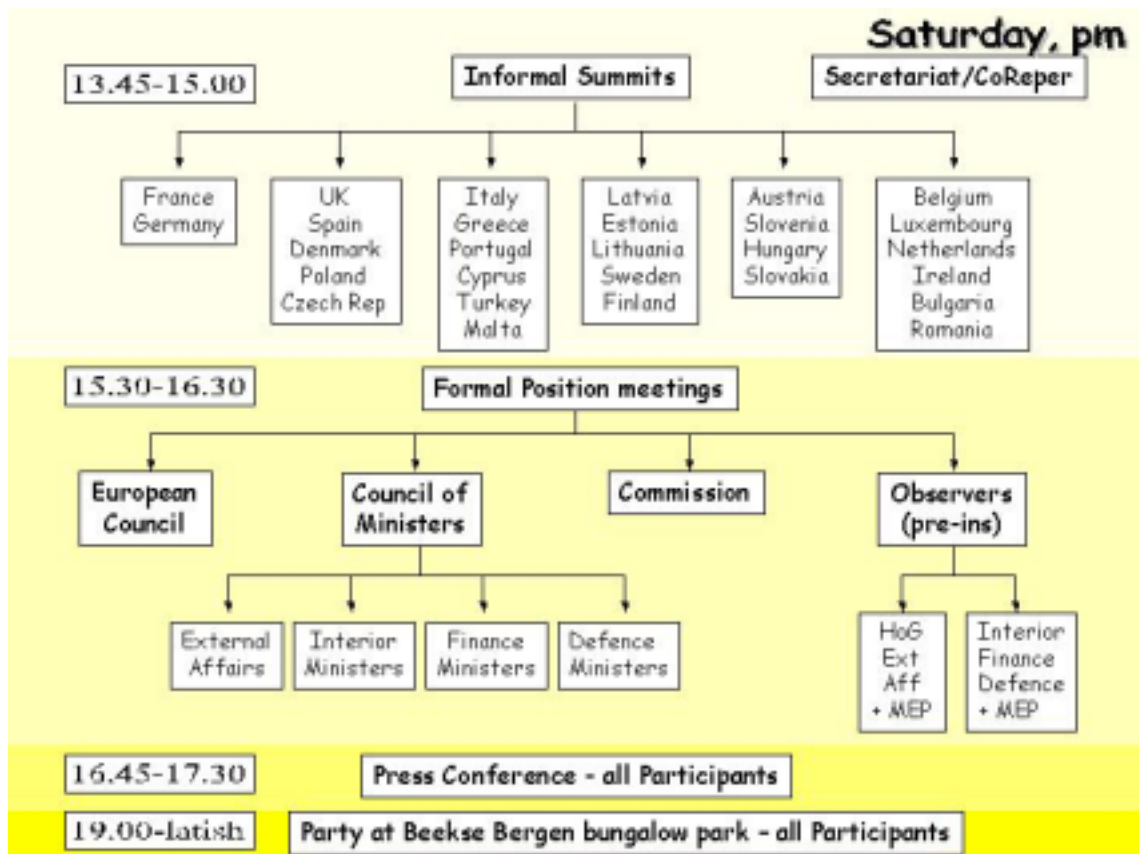 Saturday, pm
13.45-15.00
Informal Summits
Secretariat/CoReper
France
Germany
UK
Spain
Denmark
Poland
Czech Rep
Italy
Greece
Portugal
Cyprus
Turkey
Malta
Latvia
Estonia
Lithuania
Sweden
Finland
Austria
Slovenia
Hungary
Slovakia
Belgium
Luxembourg
Netherlands
Ireland
Bulgaria
Romania
15.30-16.30
Formal Position meetings
European
Council
Council of
Ministers
Commission
Observers
(pre-ins)
External
Affairs
Interior
Ministers
Finance
Ministers
Defence
Ministers
HoG
Ext
Aff
+ MEP
Interior
Finance
Defence
+ MEP
16.45-17.30
Press Conference - all Participants
19.00-latish
Party at Beekse Bergen bungalow park - all Participants